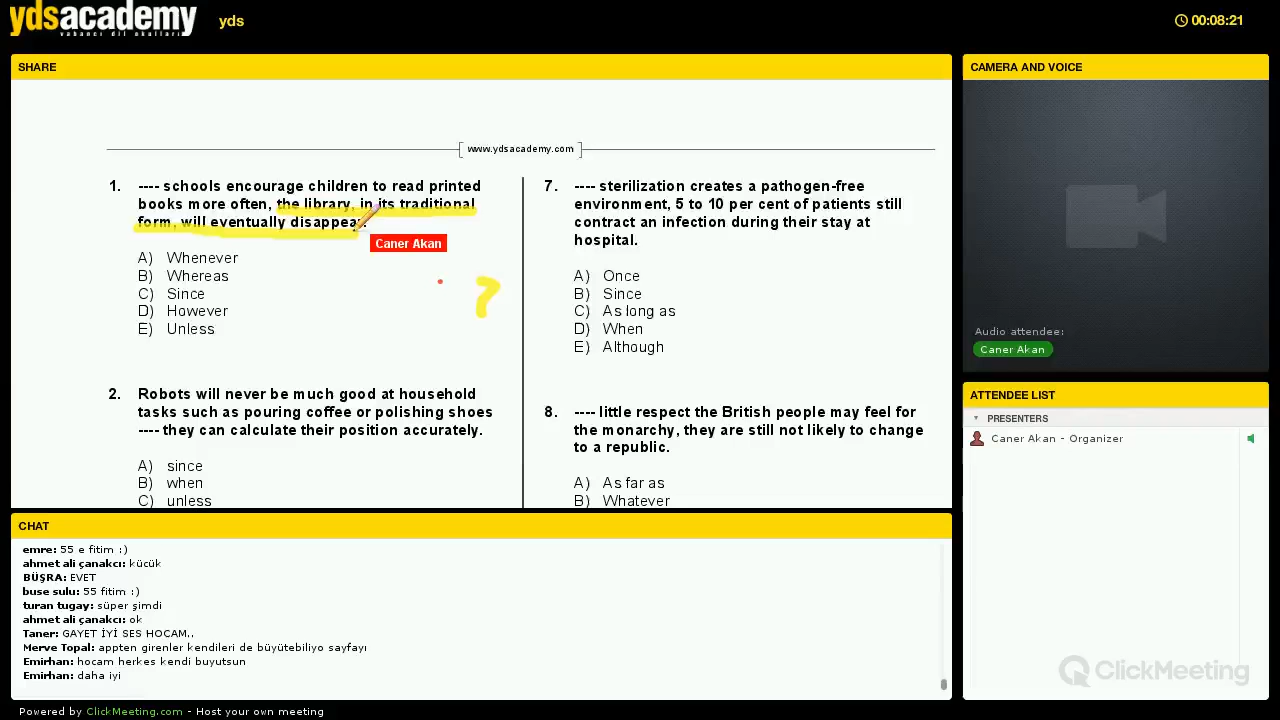 ydsacademy
yabancı dil okulları
yds
00:08:21
SHARE
www.ydsacademy.com
1. ---- schools encourage children to read printed
books more often, the library, in its traditional
form, will eventually disappear.
Caner Akan
A) Whenever
B) Whereas
C) Since
D) However
E) Unless
?
2. Robots will never be much good at household
tasks such as pouring coffee or polishing shoes
---- they can calculate their position accurately.
A) since
B) when
C) unless
7. ---- sterilization creates a pathogen-free
environment, 5 to 10 per cent of patients still
contract an infection during their stay at
hospital.
A) Once
B) Since
C) As long as
D) When
E) Although
8. ---- little respect the British people may feel for
the monarchy, they are still not likely to change
to a republic.
A) As far as
B) Whatever
CAMERA AND VOICE
Audio attendee:
Caner Akan
ATTENDEE LIST
PRESENTERS
Caner Akan - Organizer
CHAT
emre: 55 e fitim :)
ahmet ali çanakcı: kücük
BÜŞRA: EVET
buse sulu: 55 fitim :)
turan tugay: süper şimdi
ahmet ali çanakcı: ok
Taner: GAYET İYİ SES HOCAM..
Merve Topal: appten girenler kendileri de büyütebiliyo sayfayı
Emirhan: hocam herkes kendi buyutsun
Emirhan: daha iyi
ClickMeeting
Powered by ClickMeeting.com - Host your own meeting